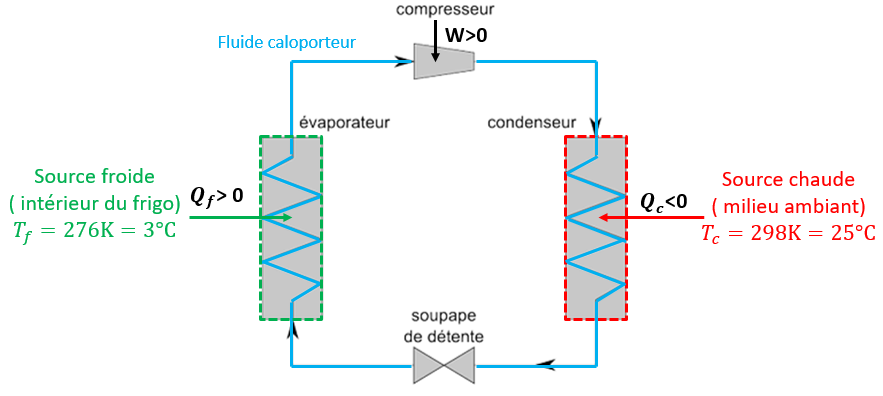 compresseur
W>0
Fluide caloporteur
évaporateur
condenseur
Source froide
( intérieur du frigo)
T_f = 276K = 3°C
Q_f> 0
Q_c<0
Source chaude
( milieu ambiant)
T_c = 298K = 25°C
soupape
de détente